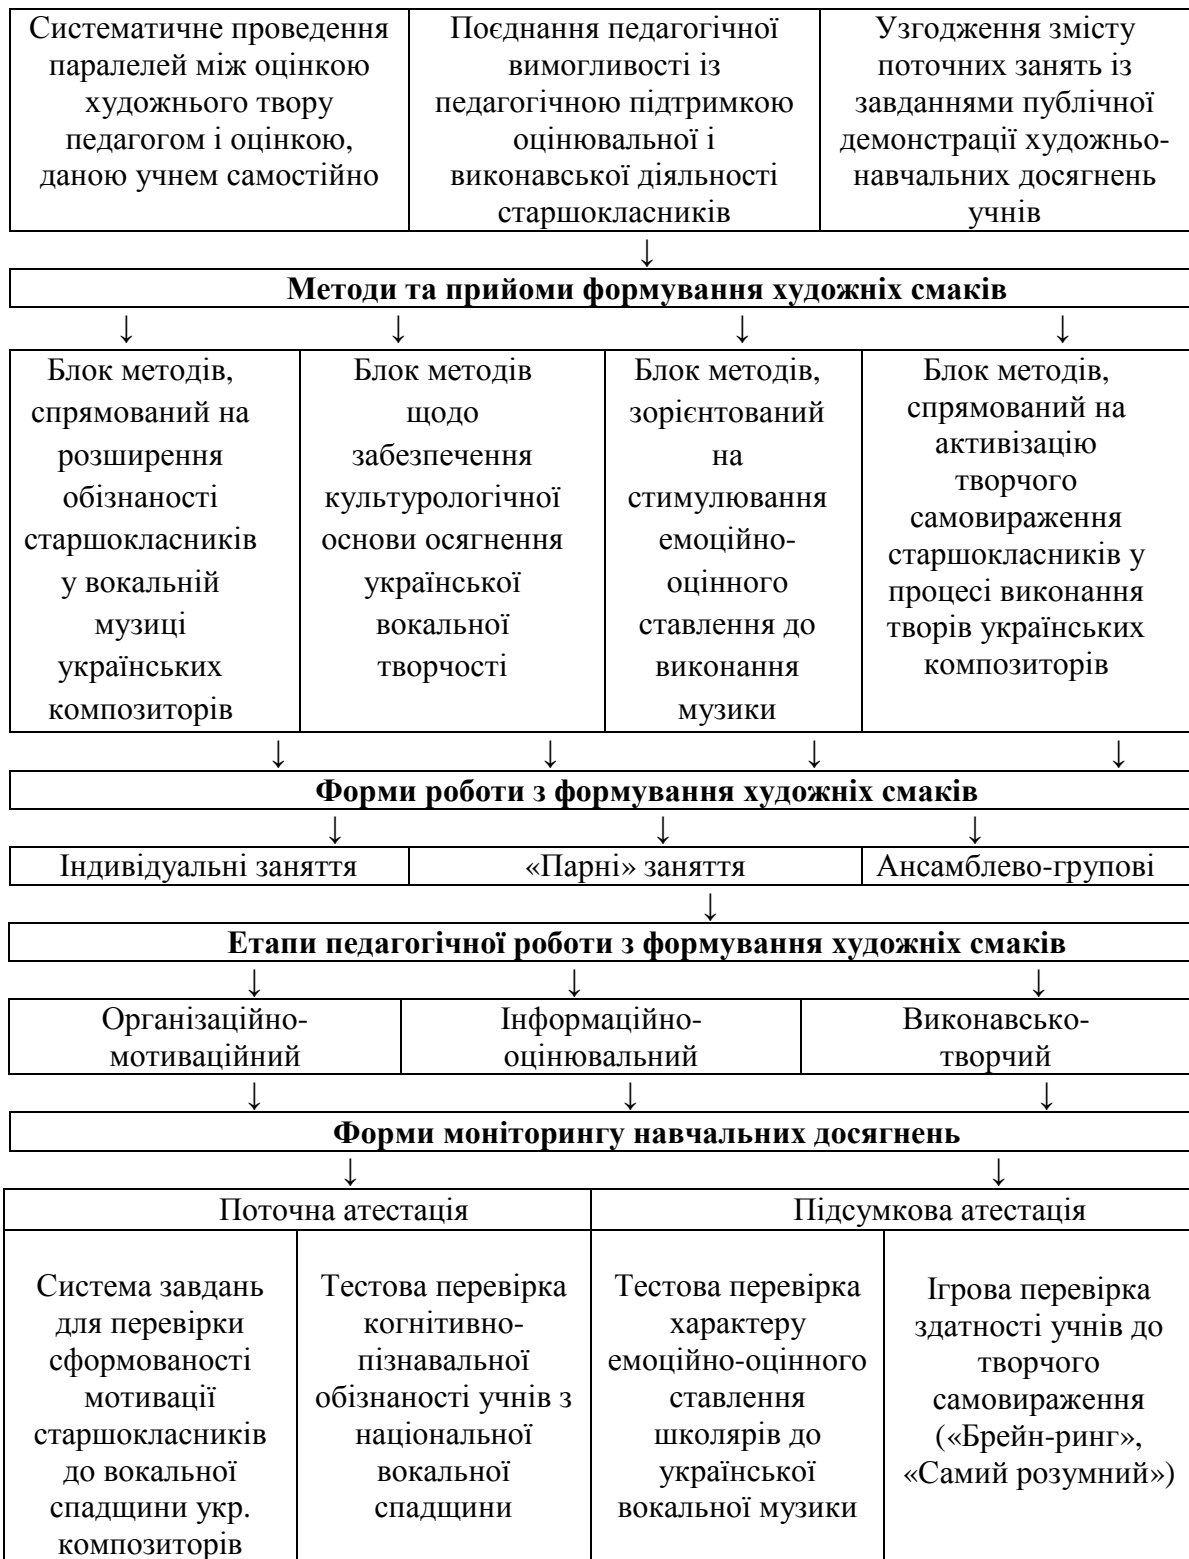 Систематичне проведення
паралелей між оцінкою
художнього твору
педагогом і оцінкою,
даною учнем самостійно
Поєднання педагогічної
вимогливості із
педагогічною підтримкою
оцінювальної і
виконавської діяльності
старшокласників
Узгодження змісту
поточних занять із
завданнями публічної
демонстрації художньо-
навчальних досягнень
учнів
↓
Методи та прийоми формування художніх смаків
↓ ↓ ↓ ↓
Блок методів,
спрямований на
розширення
обізнаності
старшокласників
у вокальній
музиці
українських
композиторів
Блок методів
щодо
забезпечення
культурологічної
основи осягнення
української
вокальної
творчості
Блок методів,
зорієнтований
на
стимулювання
емоційно-
оцінного
ставлення до
виконання
музики
Блок методів,
спрямований на
активізацію
творчого
самовираження
старшокласників у
процесі виконання
творів українських
композиторів
↓ ↓ ↓ ↓
Форми роботи з формування художніх смаків
↓ ↓ ↓
Індивідуальні заняття
«Парні» заняття
Ансамблево-групові
↓
Етапи педагогічної роботи з формування художніх смаків
↓ ↓ ↓
Організаційно-
мотиваційний
Інформаційно-
оцінювальний
Виконавсько-
творчий
↓ ↓ ↓
Форми моніторингу навчальних досягнень
↓ ↓
Поточна атестація
Підсумкова атестація
Система завдань
для перевірки
сформованості
мотивації
старшокласників
до вокальної
спадщини укр.
композиторів
Тестова перевірка
когнітивно-
пізнавальної
обізнаності учнів з
національної
вокальної
спадщини
Тестова перевірка
характеру
емоційно-оцінного
ставлення
школярів до
української
вокальної музики
Ігрова перевірка
здатності учнів до
творчого
самовираження
(«Брейн-ринг»,
«Самий розумний»)